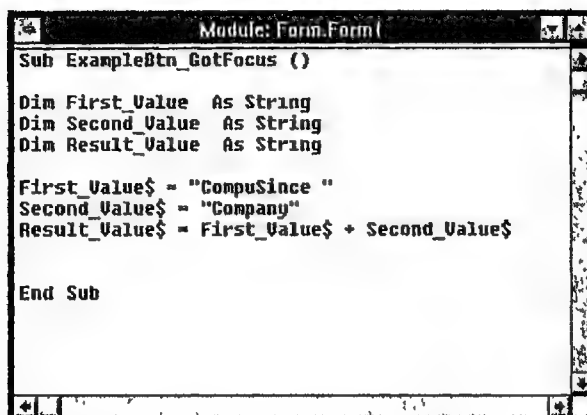 Module: Form.Form(
Sub ExampleBtn_GotFocus ()
Dim First_Value As String
Dim Second_Value As String
Dim Result_Value As String
First_Value$ = "CompuSince "
Second_Value$ = "Company"
Result_Value$ = First_Value$ + Second_Value$
End Sub